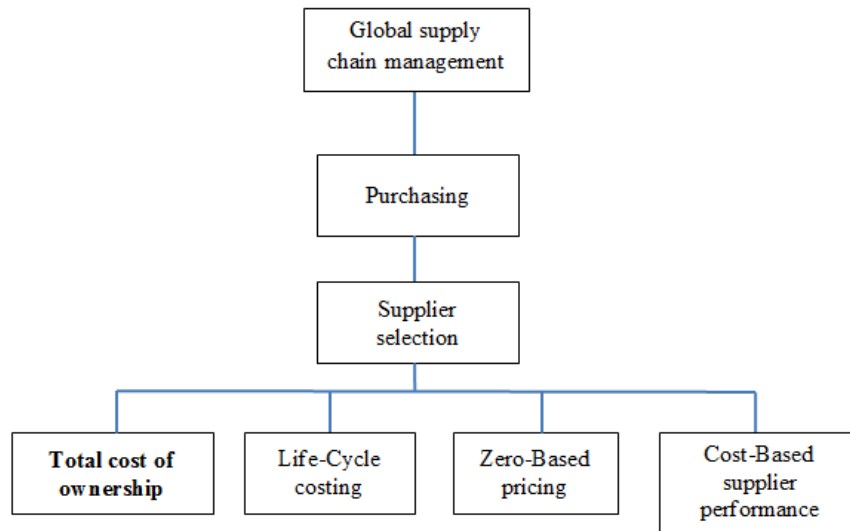 Global supply
chain management
Purchasing
Supplier
selection
Total cost of
ownership
Life-Cycle
costing
Zero-Based
pricing
Cost-Based
supplier
performance